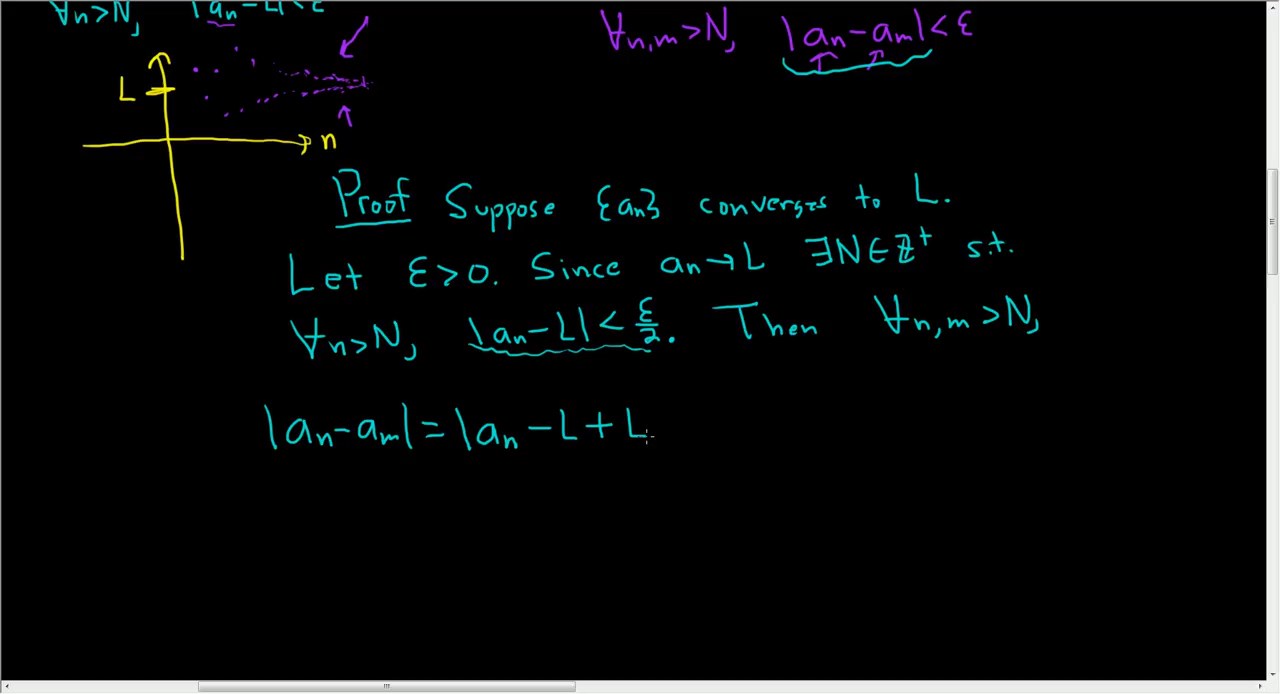 ∀n>N, |an-L|<ε
∀n,m>N, |an-am|<ε
L
n
Proof Suppose {an} converges to L.
Let ε>0. Since an→L ∃N∈ℤ⁺ s.t.
∀n>N, |an-L|<ε/2. Then ∀n,m>N,
|an-am|=|an-L+L